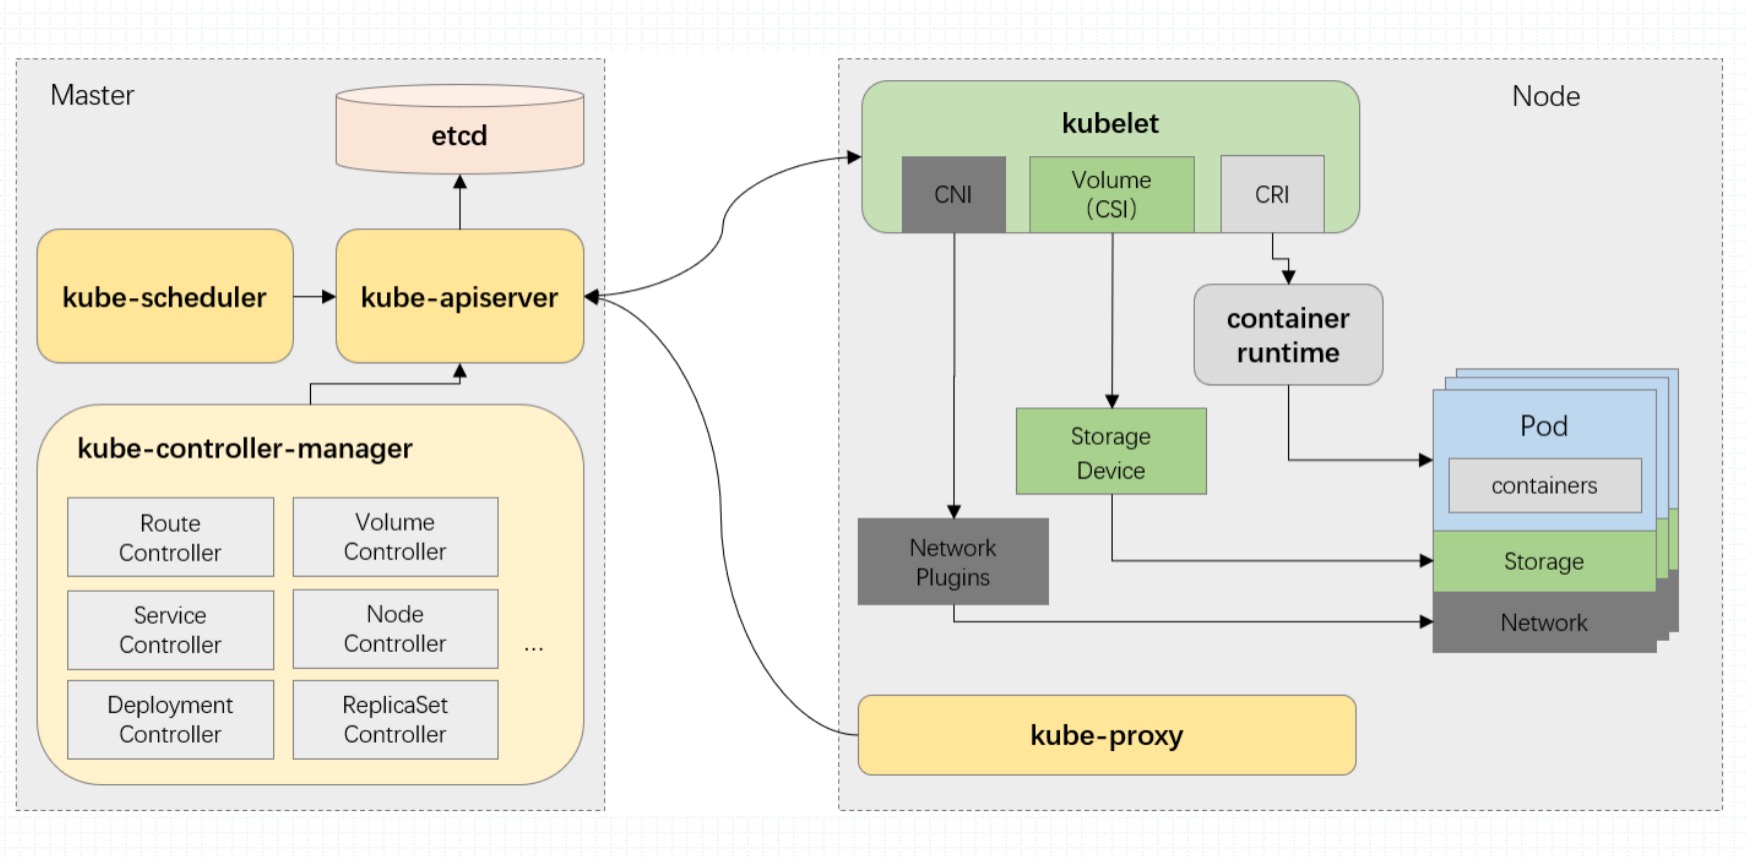 Master
etcd
kube-scheduler
kube-apiserver
kube-controller-manager
Route
Controller
Volume
Controller
Service
Controller
Node
Controller
...
Deployment
Controller
ReplicaSet
Controller
Node
kubelet
CNI
Volume
（CSI）
CRI
container
runtime
Storage
Device
Network
Plugins
Pod
containers
Storage
Network
kube-proxy